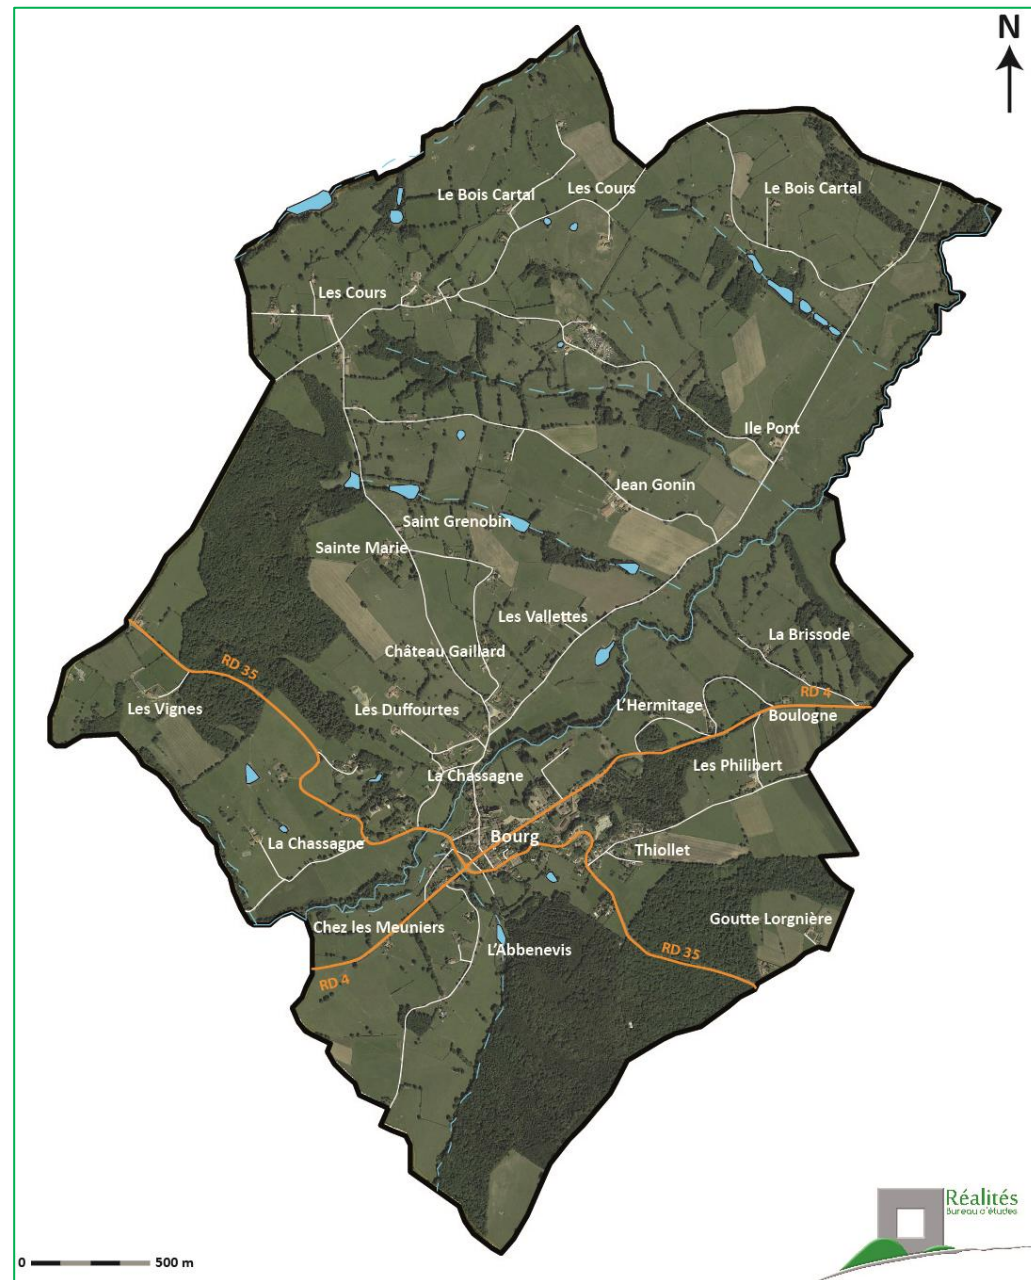 N
Le Bois Cartal
Les Cours
Le Bois Cartal
Les Cours
Ile Pont
Jean Gonin
Saint Grenobin
Sainte Marie
Les Vallettes
La Brissode
Château Gaillard
RD 35
RD 4
Les Vignes
Les Duffourtes
L'Hermitage
Boulogne
Les Philibert
La Chassagne
Bourg
La Chassagne
Thiollet
Goutte Lorgnière
Chez les Meuniers
L'Abbenevis
RD 35
RD 4
Réalités
Bureau d'études
0 500 m